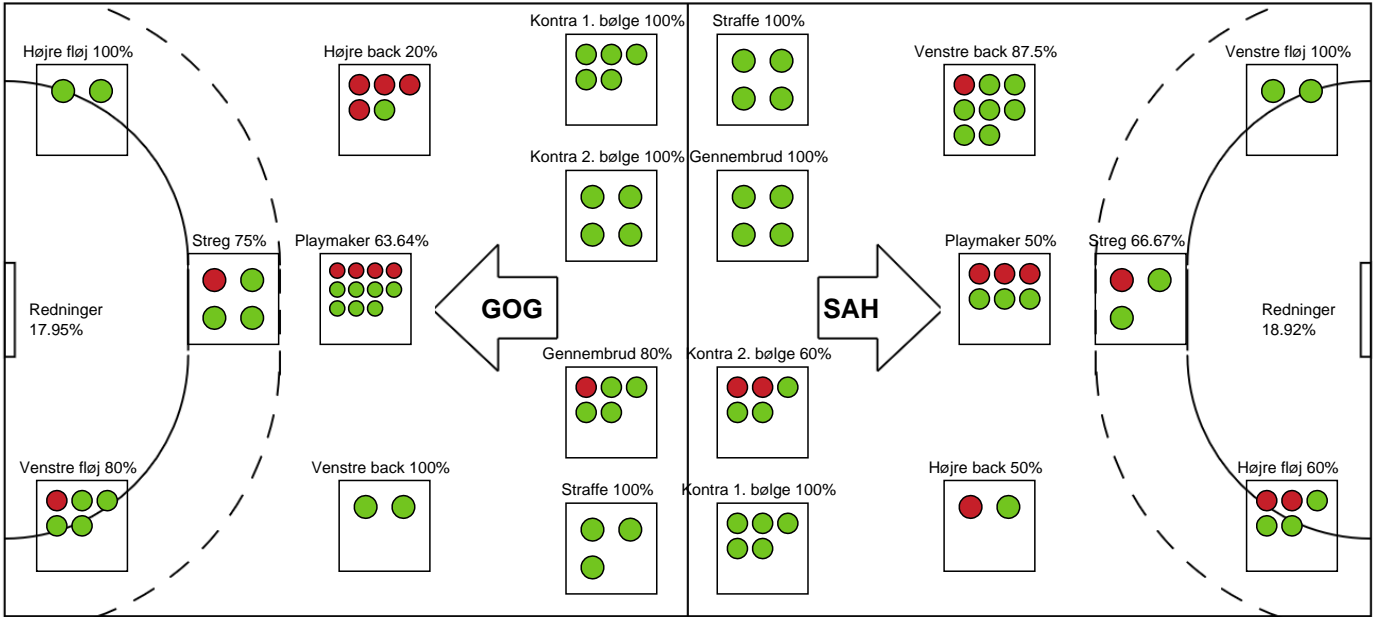 Kontra 1. bølge 100%
Straffe 100%
Højre fløj 100%
Højre back 20%
Venstre back 87.5%
Venstre fløj 100%
Kontra 2. bølge 100%
Gennembrud 100%
Streg 75%
Playmaker 63.64%
Playmaker 50%
Streg 66.67%
Redninger
17.95%
GOG
SAH
Redninger
18.92%
Gennembrud 80%
Kontra 2. bølge 60%
Venstre fløj 80%
Venstre back 100%
Højre back 50%
Højre fløj 60%
Straffe 100%
Kontra 1. bølge 100%